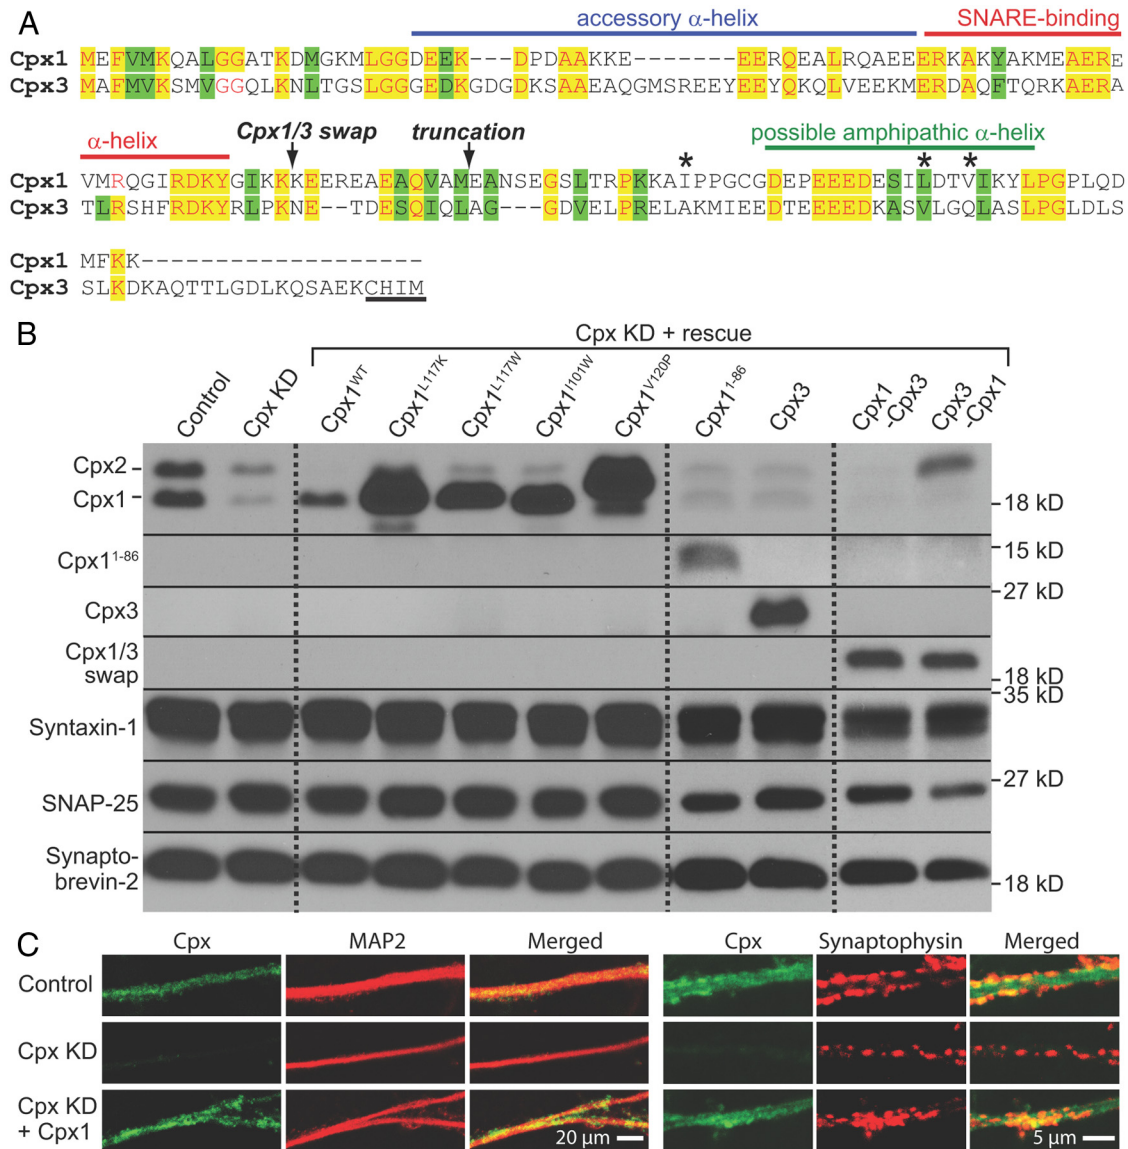 A
accessory α-helix SNARE-binding
Cpx1 MEFVMKQALGGATKDMGKMLGGDEEK---DPDAAKKE------EERQEALRQAEEERKAKYAKMEAERE
Cpx3 MAFMVKSMVGGQLKNLTGSLGGGEDKGDGDKSAAEAQGMSREEYEEYQKQLVEEKMERDAQFTQRKAERA
α-helix Cpx1/3 swap truncation possible amphipathic α-helix
* * *
Cpx1 VMRQGIRDKYGIKKKEEREAEAQVAMEANSEGSLTRPKKAIPPGCGDEPEEEDESILDTVIKYLPGPLQD
Cpx3 TLRSHFRDKYRLPKNE--TDESQIQLAG---GDVELPRELAKMIEEDTEEEEDKASVLGQLASLPGLDLS
Cpx1 MFKK-------------------
Cpx3 SLKDKAQTTLGDLKQSAEKCHIM
B
Cpx KD + rescue
Control Cpx KD Cpx1WT Cpx1L117K Cpx1L117W Cpx1I101W Cpx1V120P Cpx11-86 Cpx3 Cpx1-Cpx3 Cpx3-Cpx1
Cpx2
Cpx1 18 kD
Cpx11-86 15 kD
27 kD
Cpx3
Cpx1/3
swap 18 kD
35 kD
Syntaxin-1
27 kD
SNAP-25
Synapto-
brevin-2 18 kD
C
Cpx MAP2 Merged Cpx Synaptophysin Merged
Control
Cpx KD
Cpx KD
+ Cpx1 20 μm 5 μm